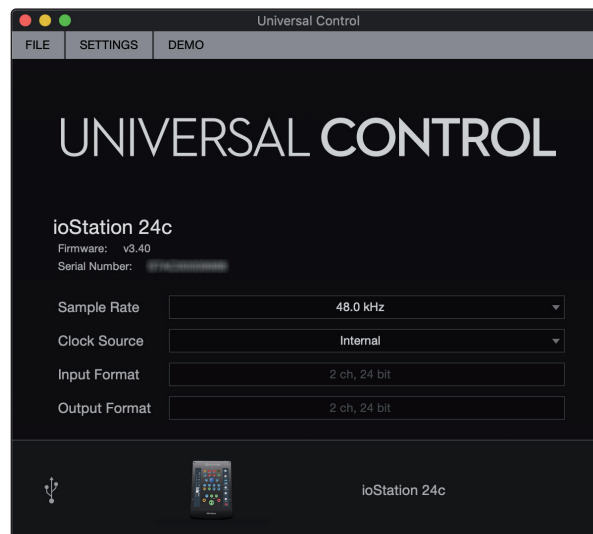 Universal Control
FILE SETTINGS DEMO
UNIVERSAL CONTROL
ioStation 24c
Firmware: v3.40
Serial Number:
Sample Rate 48.0 kHz
Clock Source Internal
Input Format 2 ch, 24 bit
Output Format 2 ch, 24 bit
ioStation 24c